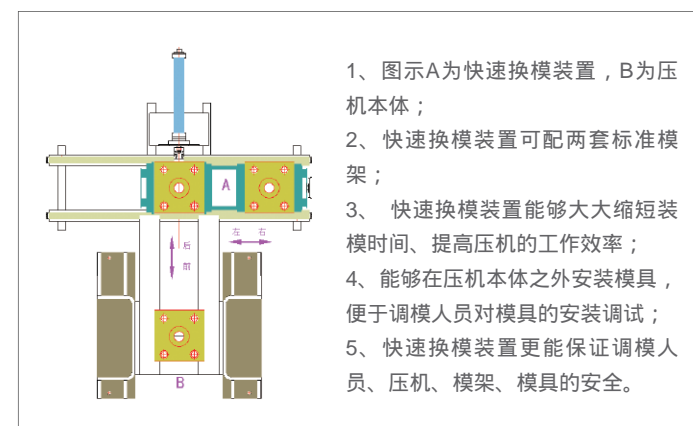 A
左 右
后
前
B
1、图示A为快速换模装置，B为压
机本体；
2、快速换模装置可配两套标准模
架；
3、 快速换模装置能够大大缩短装
模时间、提高压机的工作效率；
4、能够在压机本体之外安装模具，
便于调模人员对模具的安装调试；
5、快速换模装置更能保证调模人
员、压机、模架、模具的安全。